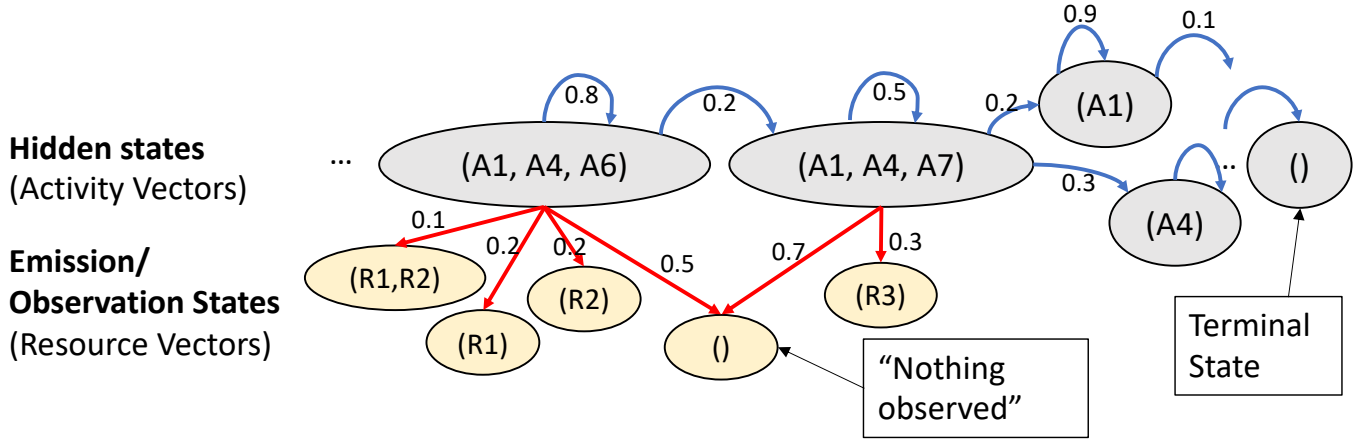 0.9
0.1
0.8
0.2
0.5
0.2
(A1)
Hidden states
(Activity Vectors)
...
(A1, A4, A6)
(A1, A4, A7)
0.3
(A4)
..
()
0.1
0.2
0.2
0.5
0.7
0.3
Emission/
Observation States
(Resource Vectors)
(R1,R2)
(R1)
(R2)
()
(R3)
“Nothing
observed”
Terminal
State